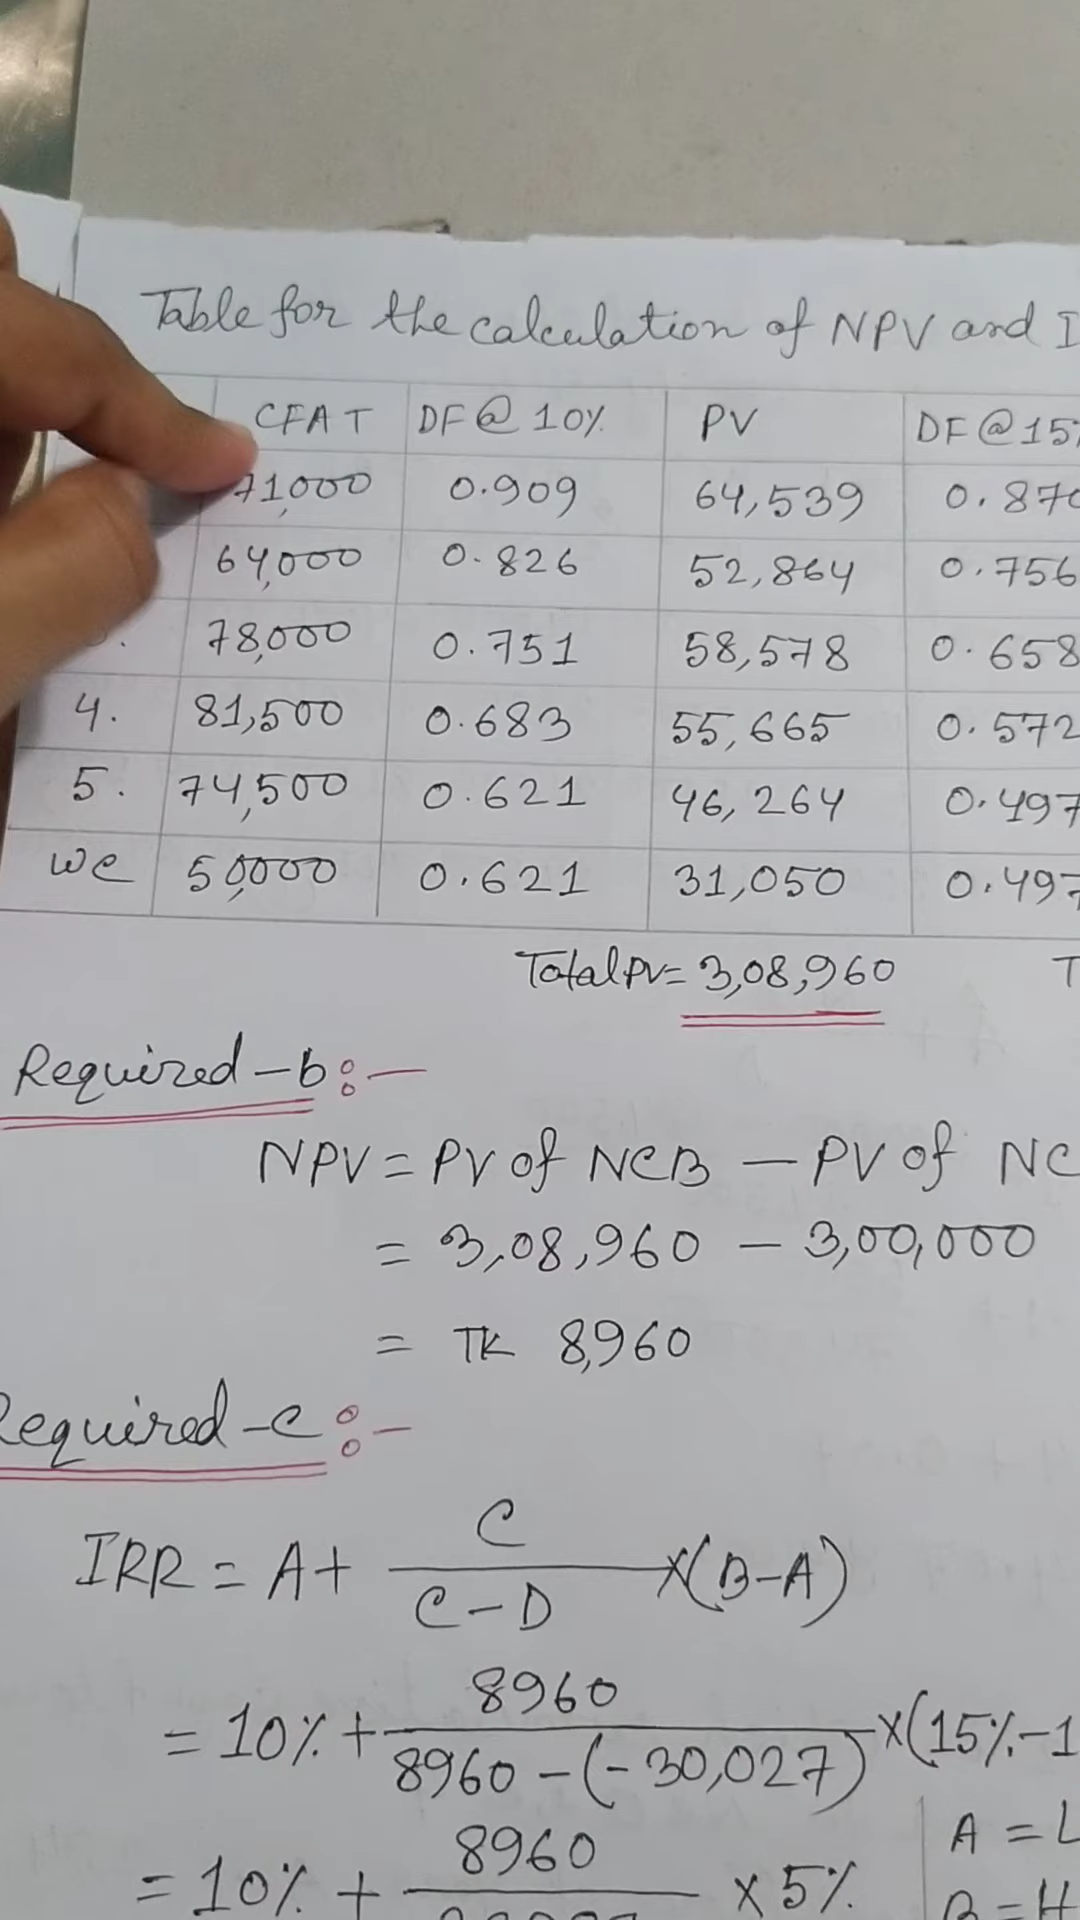 Table for the calculation of NPV and I
CFAT DF@ 10% PV DF@15%
71,000 0.909 64,539 0.870
64,000 0.826 52,864 0.756
3. 78,000 0.751 58,578 0.658
4. 81,500 0.683 55,665 0.572
5. 74,500 0.621 46,264 0.497
WC 50,000 0.621 31,050 0.497
Total PV= 3,08,960 T
Required-b:-
NPV = PV of NCB - PV of NC
= 3,08,960 - 3,00,000
= TK 8,960
Required-c:-
IRR = A+ C / C-D ×(B-A)
= 10% + 8960 / 8960-(-30,027) ×(15%-1
A = L
= 10% + 8960 × 5%
B = H